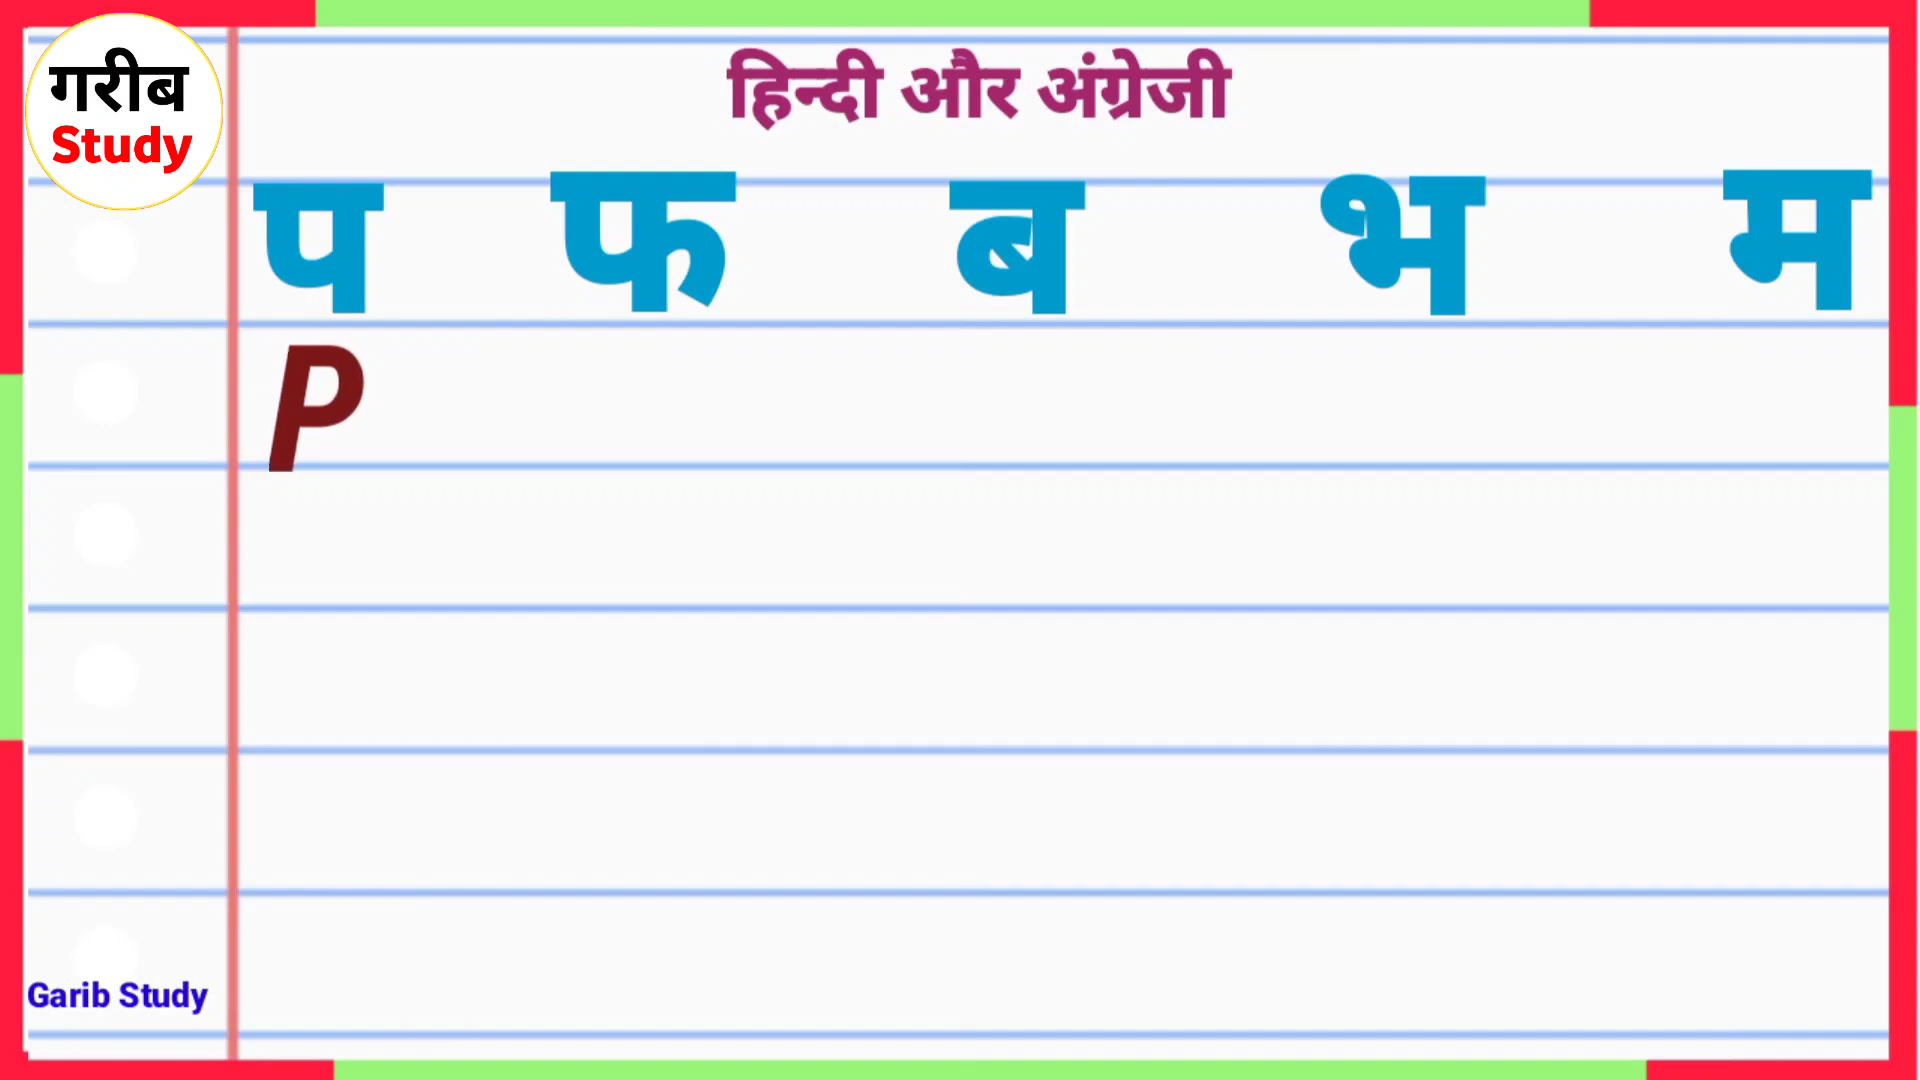 गरीब
Study
हिन्दी और अंग्रेजी
प फ ब भ म
P
Garib Study